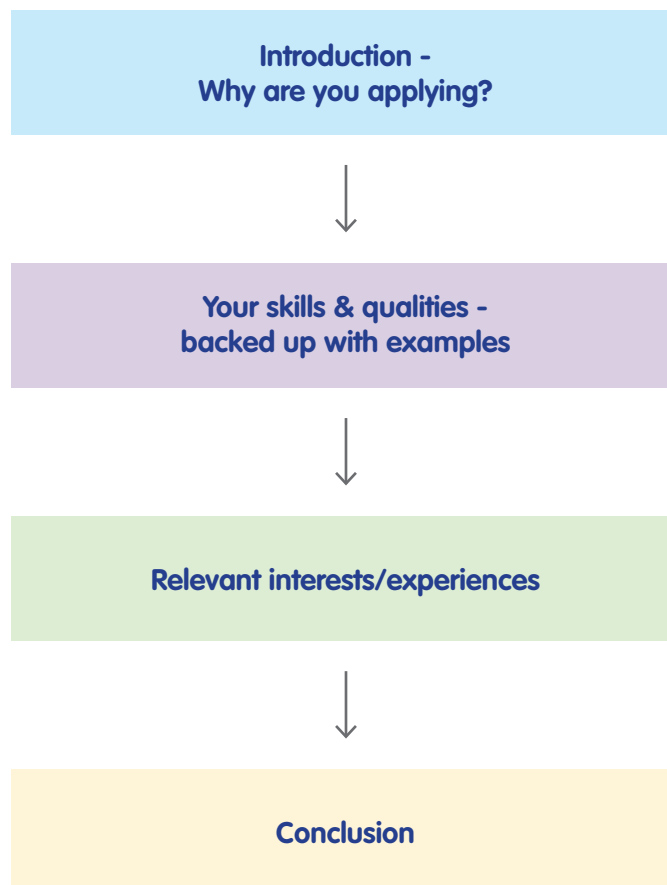 Introduction -
Why are you applying?
Your skills & qualities -
backed up with examples
Relevant interests/experiences
Conclusion